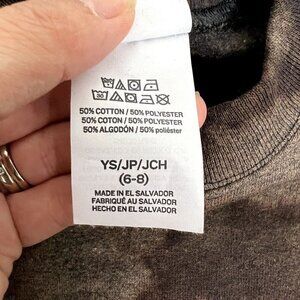 50% COTTON / 50% POLYESTER
50% COTON / 50% POLYESTER
50% ALGODÓN / 50% poliéster
YS/JP/JCH
(6-8)
MADE IN EL SALVADOR
FABRIQUÉ AU EL SALVADOR
HECHO EN EL SALVADOR